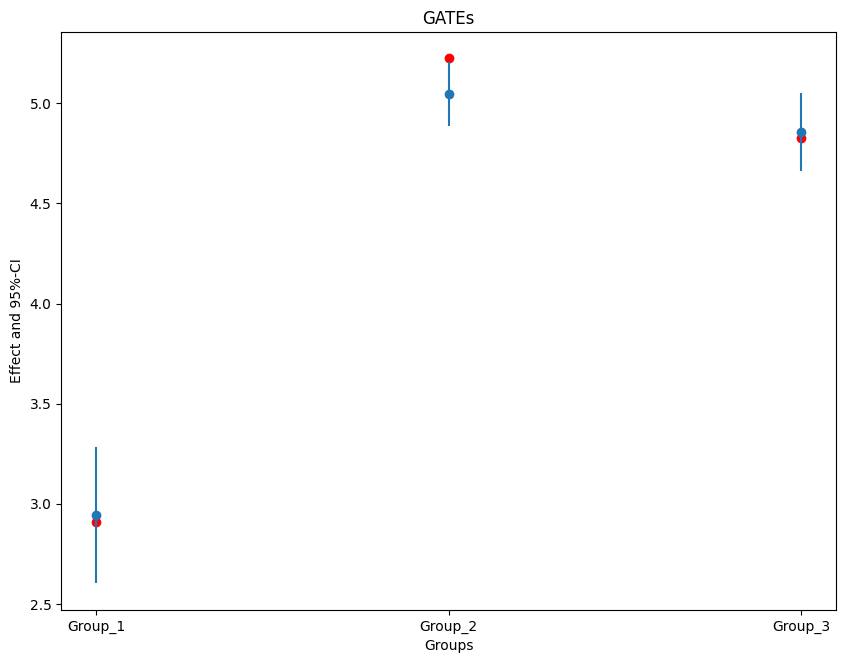 GATEs
Effect and 95%-CI
5.0
4.5
4.0
3.5
3.0
2.5
Group_1
Group_2
Group_3
Groups